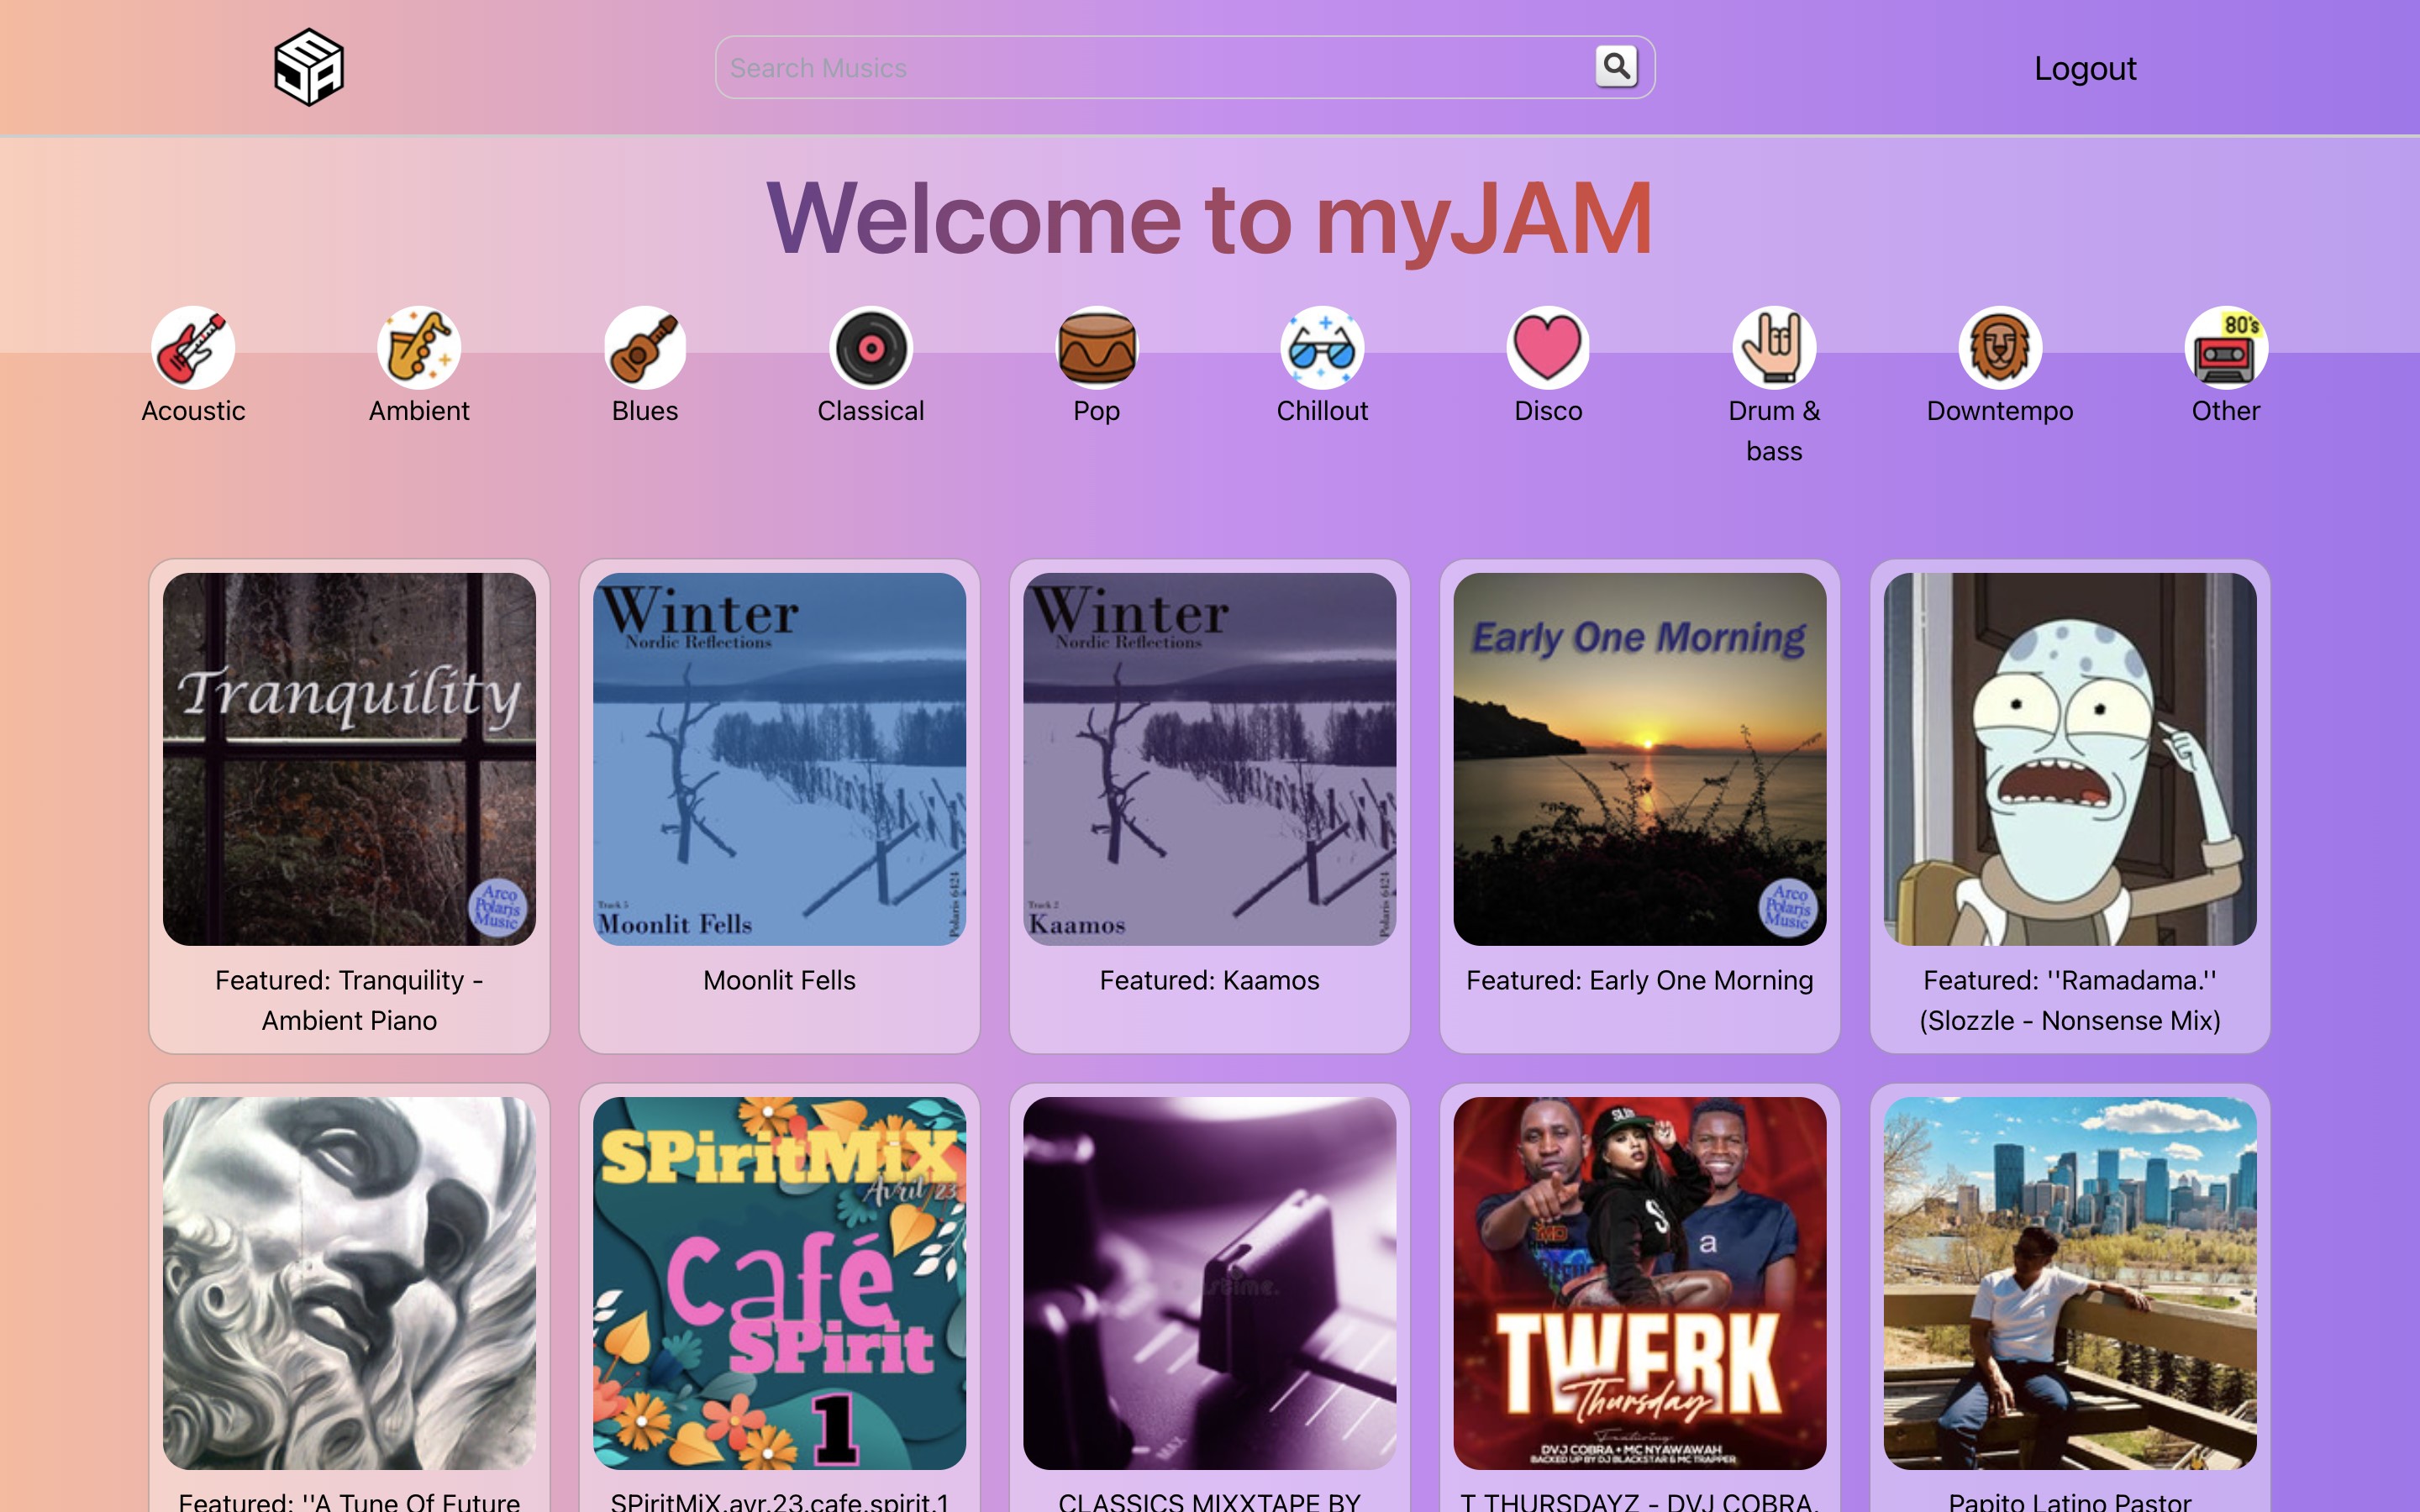 Search Musics
Logout
Welcome to myJAM
80's
Acoustic
Ambient
Blues
Classical
Pop
Chillout
Disco
Drum &
bass
Downtempo
Other
Tranquility
Arco
Polaris
Music
Featured: Tranquility -
Ambient Piano
Winter
Nordic Reflections
Track 5
Moonlit Fells
Polaris 6424
Moonlit Fells
Winter
Nordic Reflections
Track 2
Kaamos
Polaris 6424
Featured: Kaamos
Early One Morning
Arco
Polaris
Music
Featured: Early One Morning
Featured: ''Ramadama.''
(Slozzle - Nonsense Mix)
Featured: ''A Tune Of Future
SPiritMiX
Avril 23
Café
SPirit
1
SPiritMiX.avr.23.cafe.spirit.1
MAX
CLASSICS MIXXTAPE BY
a
TWERK
Thursday
Featuring
DVJ COBRA + MC NYAWAWAH
BACKED UP BY DJ BLACKSTAR & MC TRAPPER
T THURSDAYZ - DVJ COBRA,
Papito Latino Pastor